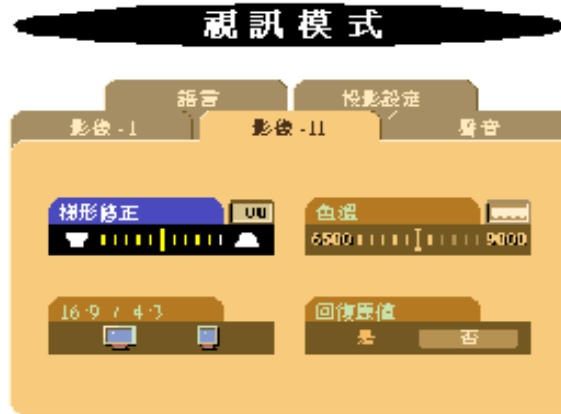 視訊模式
語言 投影設定
影像 - I 影像 - II 聲音
梯形修正 色溫
6500 9000
16:9 / 4:3 回復原值
是 否